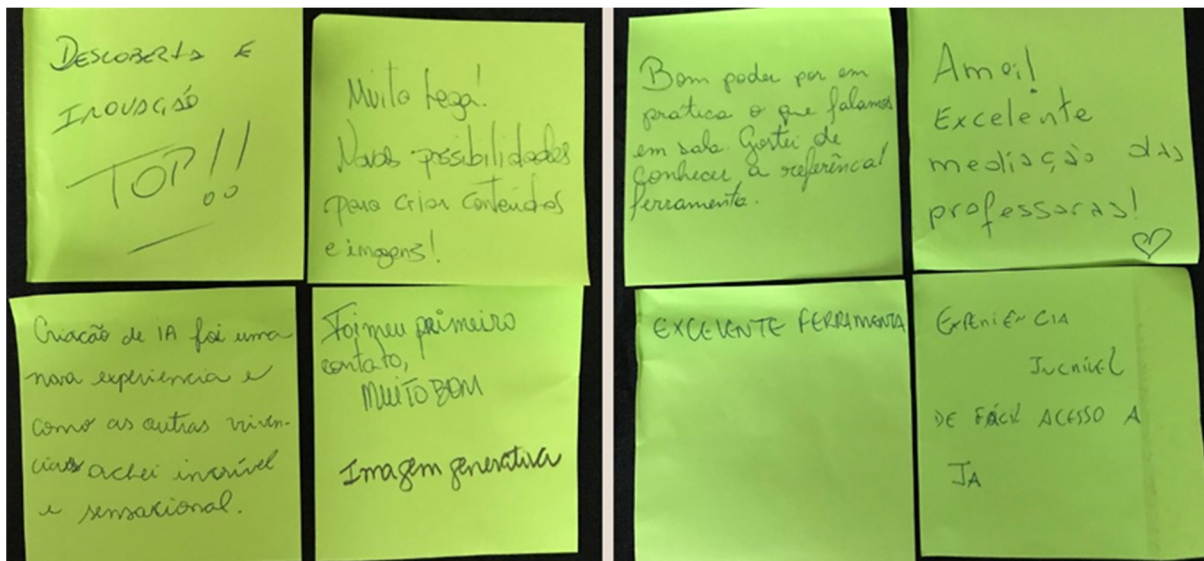 DESCOBERTA E
INOVAÇÃO
TOP!!
Muito Legal!
Novas possibilidades
para criar conteúdos
e imagens!
Bom poder por em
prática o que falamos
em sala. Gostei de
conhecer a referêncial
ferramenta.
Amei!
Excelente
mediação das
professoras!
Criação de IA foi uma
nova experiencia e
como as outras viven-
cias achei incrível
e sensacional.
Foi meu primeiro
contato,
MUITO BOM
Imagem generativa
EXCELENTE FERRAMENTA
EXPERIÊNCIA
INCRÍVEL
DE FÁCIL ACESSO A
IA